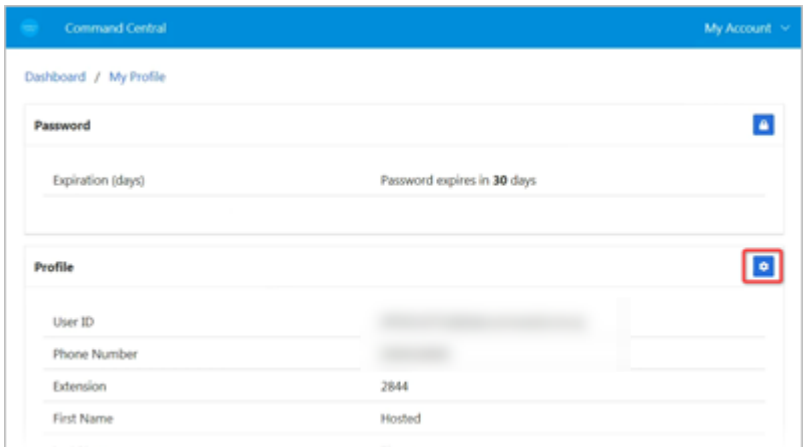 Command Central My Account
Dashboard / My Profile
Password
Expiration (days) Password expires in 30 days
Profile
User ID
Phone Number
Extension 2844
First Name Hosted